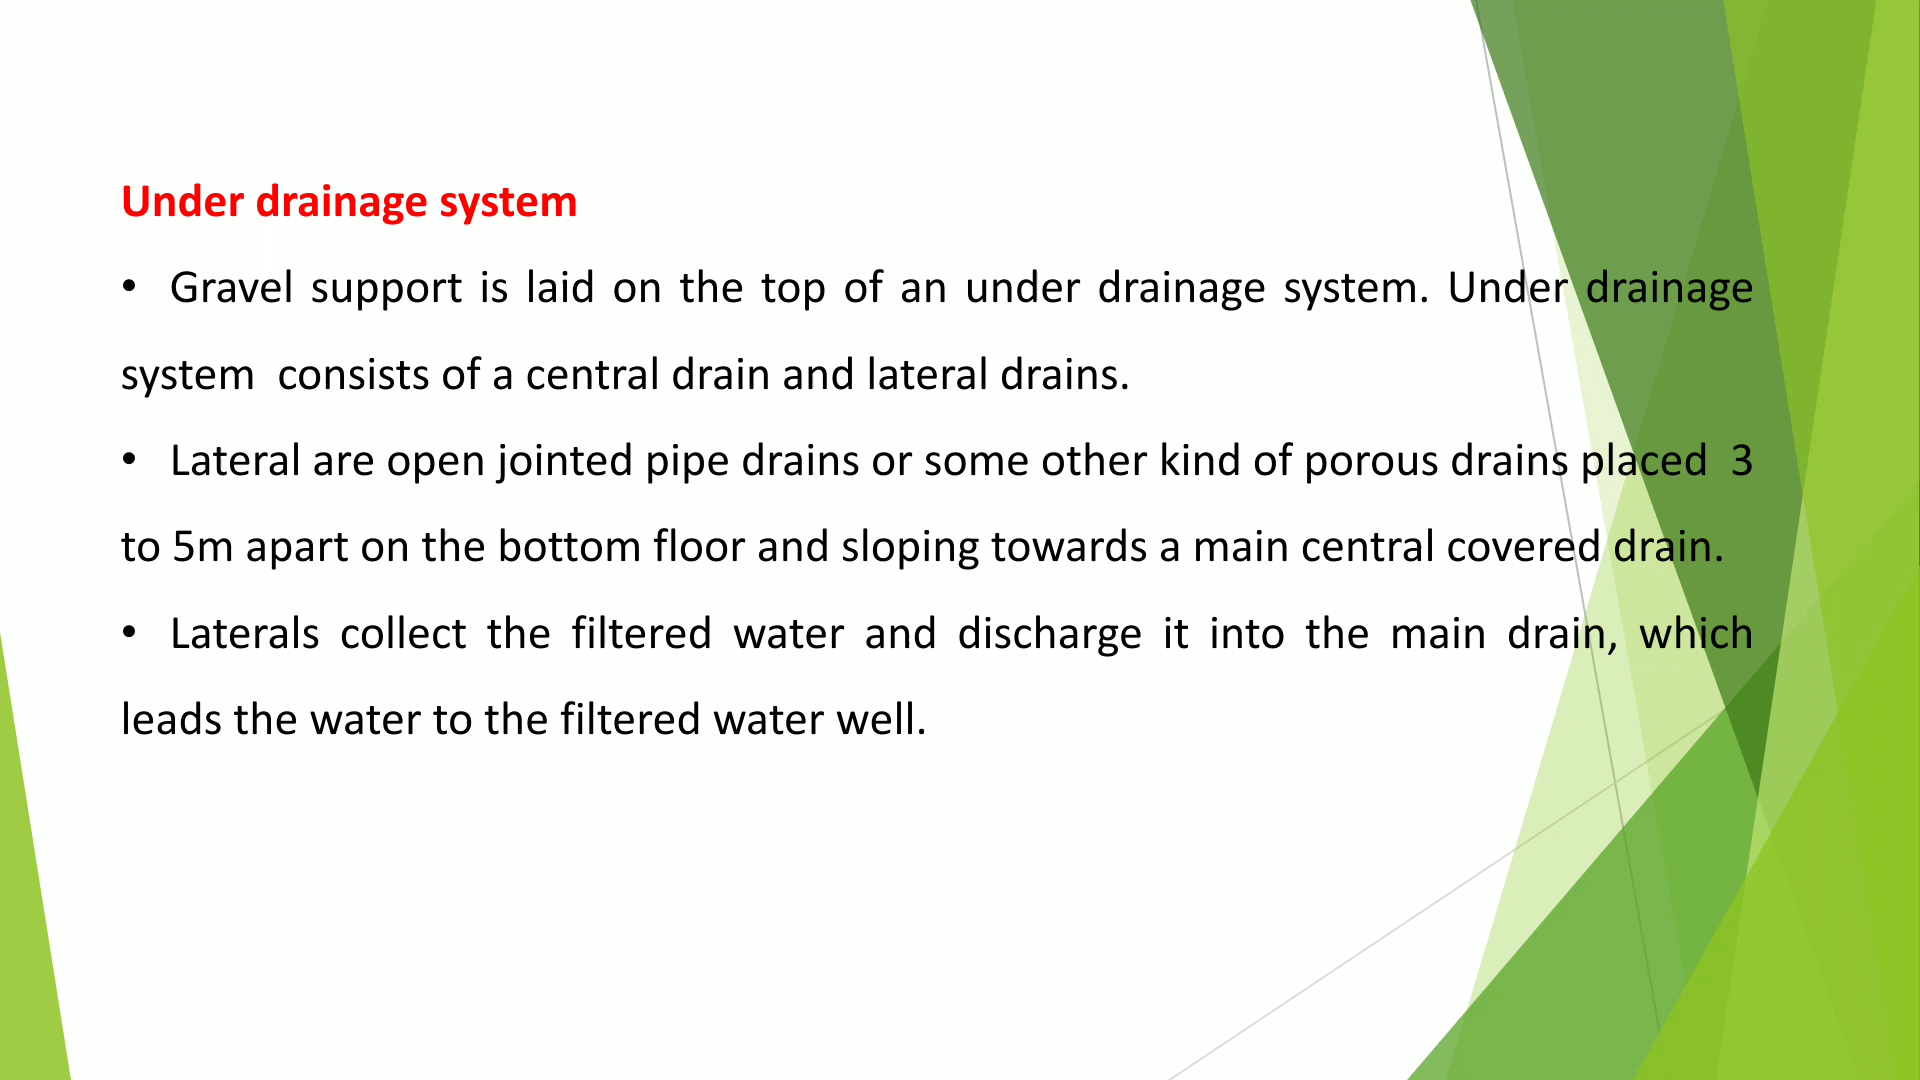 Under drainage system
• Gravel support is laid on the top of an under drainage system. Under drainage
system  consists of a central drain and lateral drains.
• Lateral are open jointed pipe drains or some other kind of porous drains placed  3
to 5m apart on the bottom floor and sloping towards a main central covered drain.
• Laterals collect the filtered water and discharge it into the main drain, which
leads the water to the filtered water well.